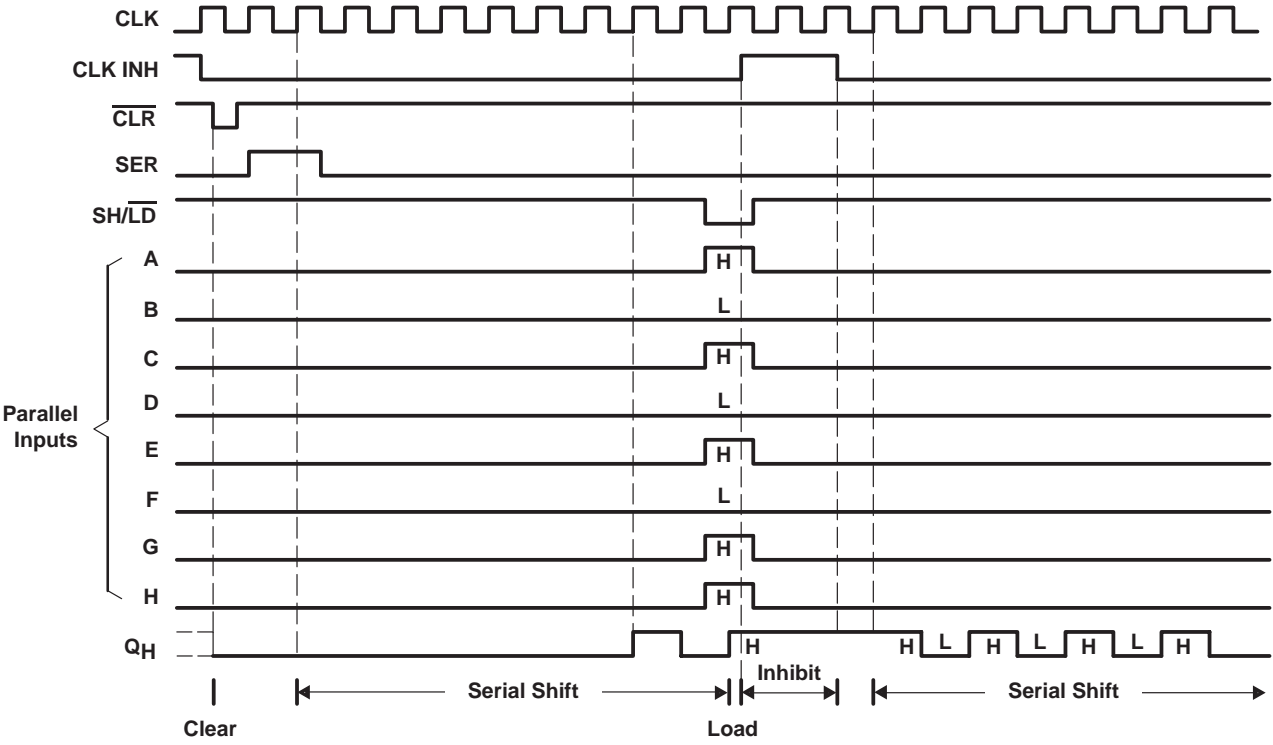 CLK
CLK INH
CLR
SER
SH/LD
A H
B L
C H
D L
Parallel
Inputs
E H
F L
G H
H H
QH H H L H L H L H
Inhibit
Serial Shift Serial Shift
Clear Load